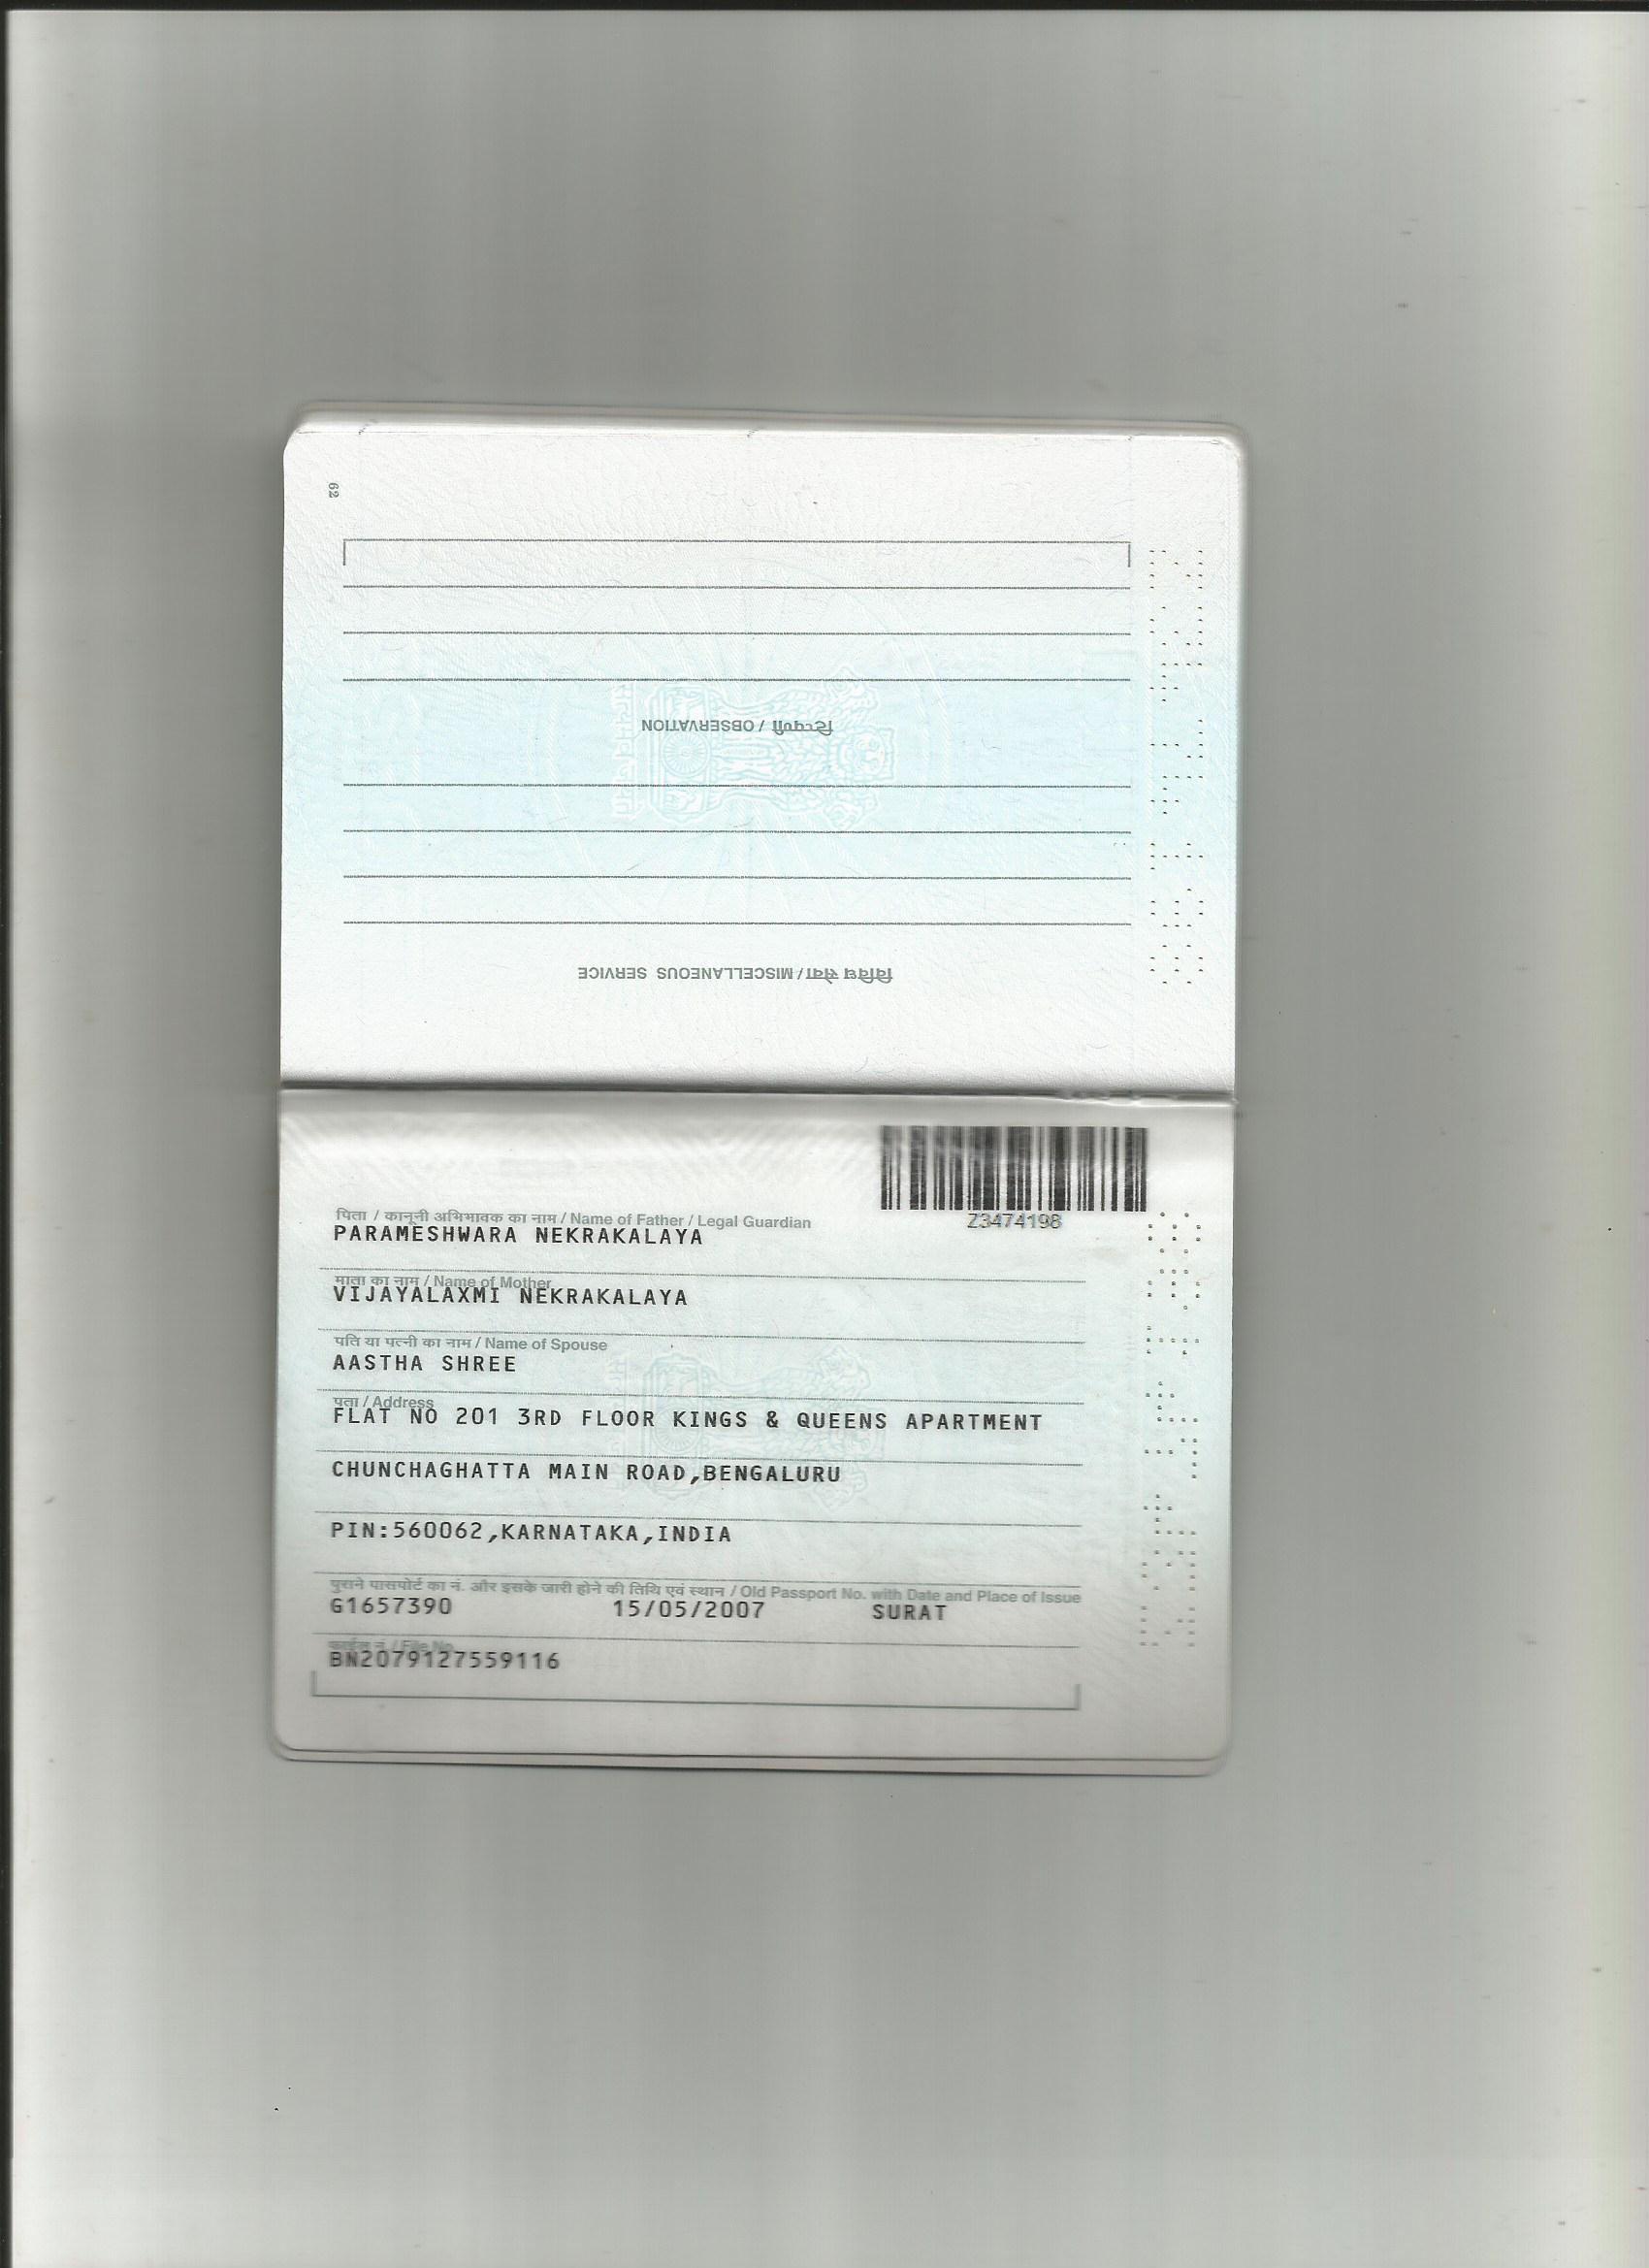 62
टिप्पणी / OBSERVATION
विविध सेवा / MISCELLANEOUS SERVICE
Z3474198
पिता / कानूनी अभिभावक का नाम / Name of Father / Legal Guardian
PARAMESHWARA NEKRAKALAYA
माता का नाम / Name of Mother
VIJAYALAXMI NEKRAKALAYA
पति या पत्नी का नाम / Name of Spouse
AASTHA SHREE
पता / Address
FLAT NO 201 3RD FLOOR KINGS & QUEENS APARTMENT
CHUNCHAGHATTA MAIN ROAD,BENGALURU
PIN:560062,KARNATAKA,INDIA
पुराने पासपोर्ट का नं. और इसके जारी होने की तिथि एवं स्थान / Old Passport No. with Date and Place of Issue
G1657390 15/05/2007 SURAT
फाईल नं. / File No.
BN2079127559116